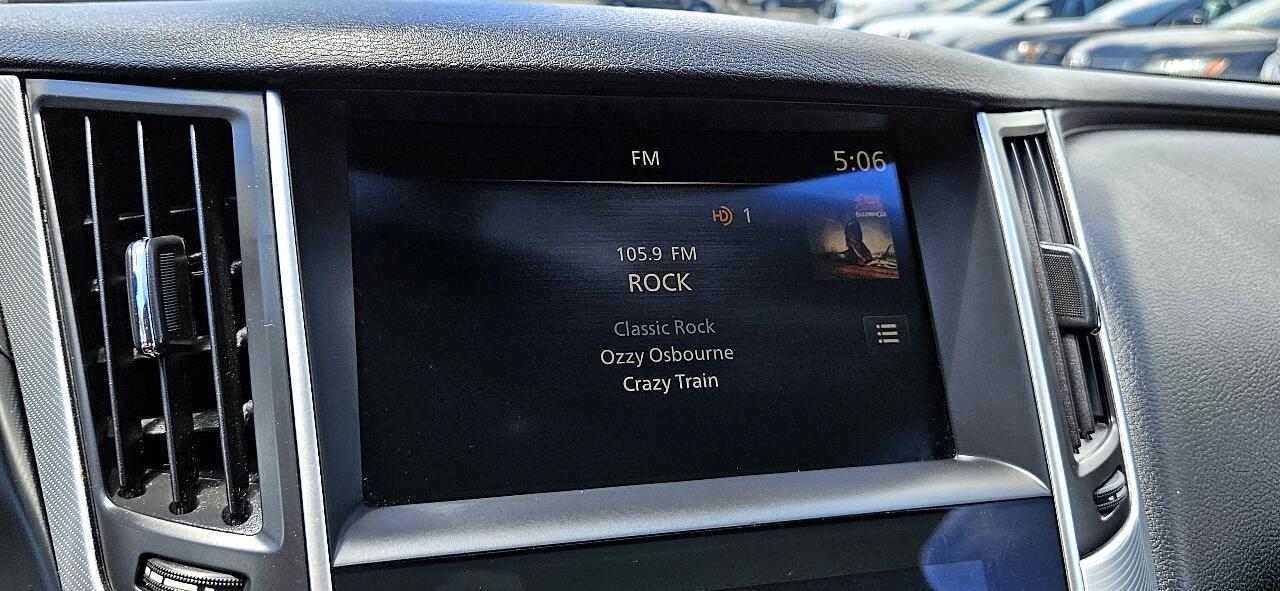 FM
5:06
HD 1
105.9 FM
ROCK
Classic Rock
Ozzy Osbourne
Crazy Train